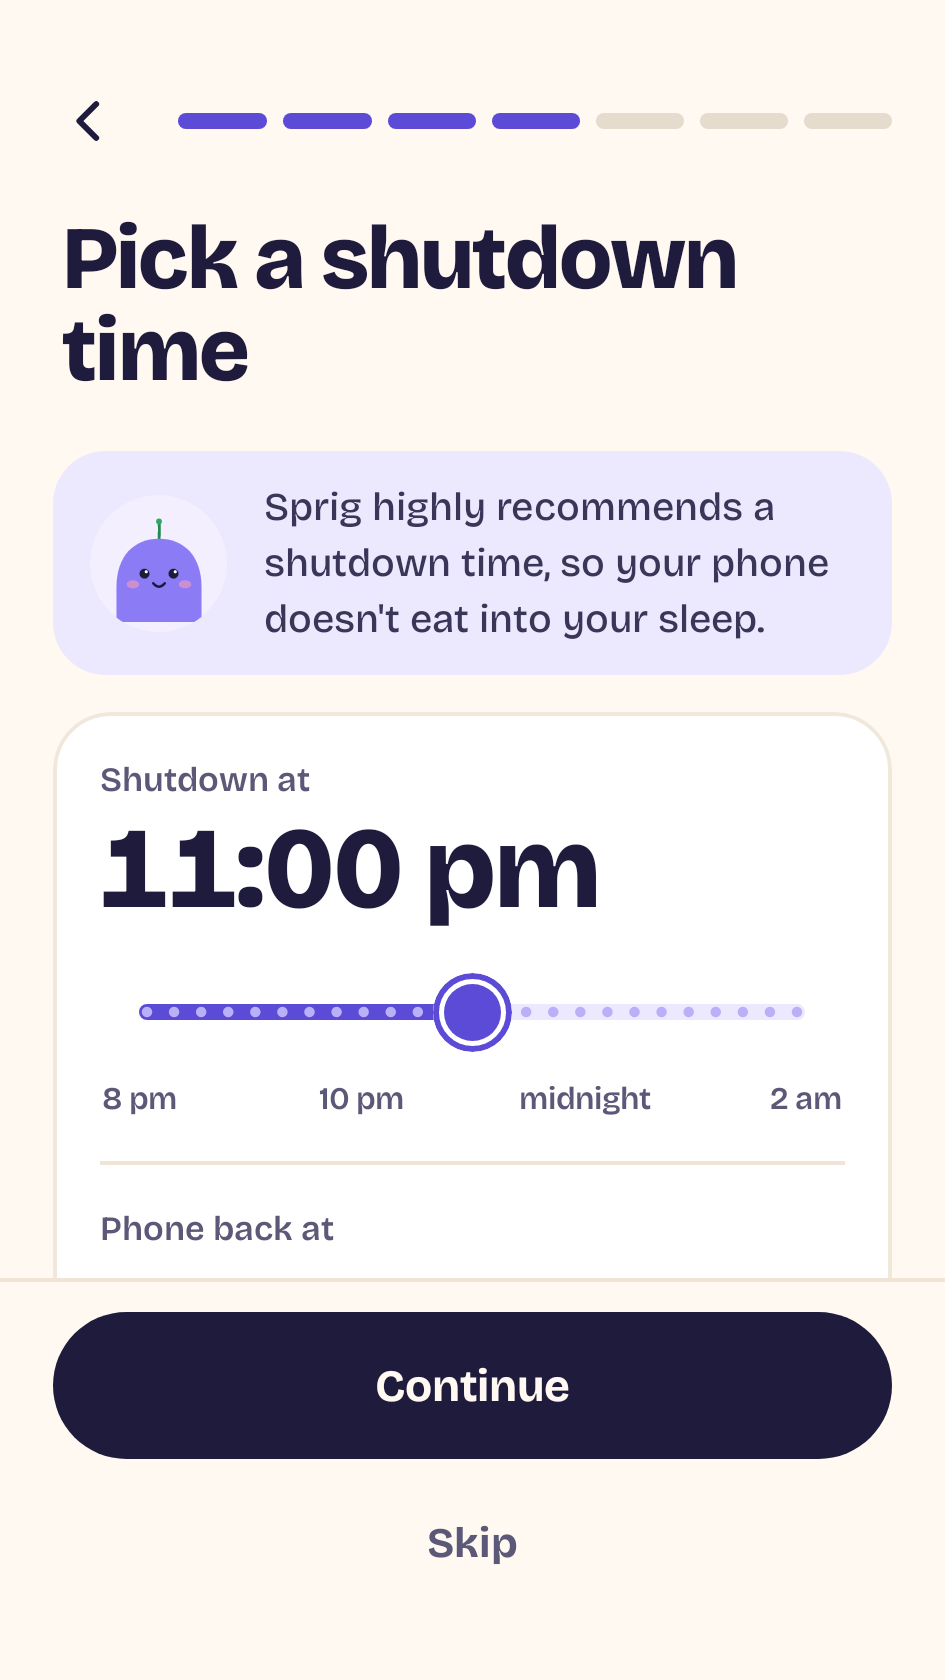 Pick a shutdown
time
Sprig highly recommends a
shutdown time, so your phone
doesn't eat into your sleep.
Shutdown at
11:00 pm
8 pm 10 pm midnight 2 am
Phone back at
Continue
Skip